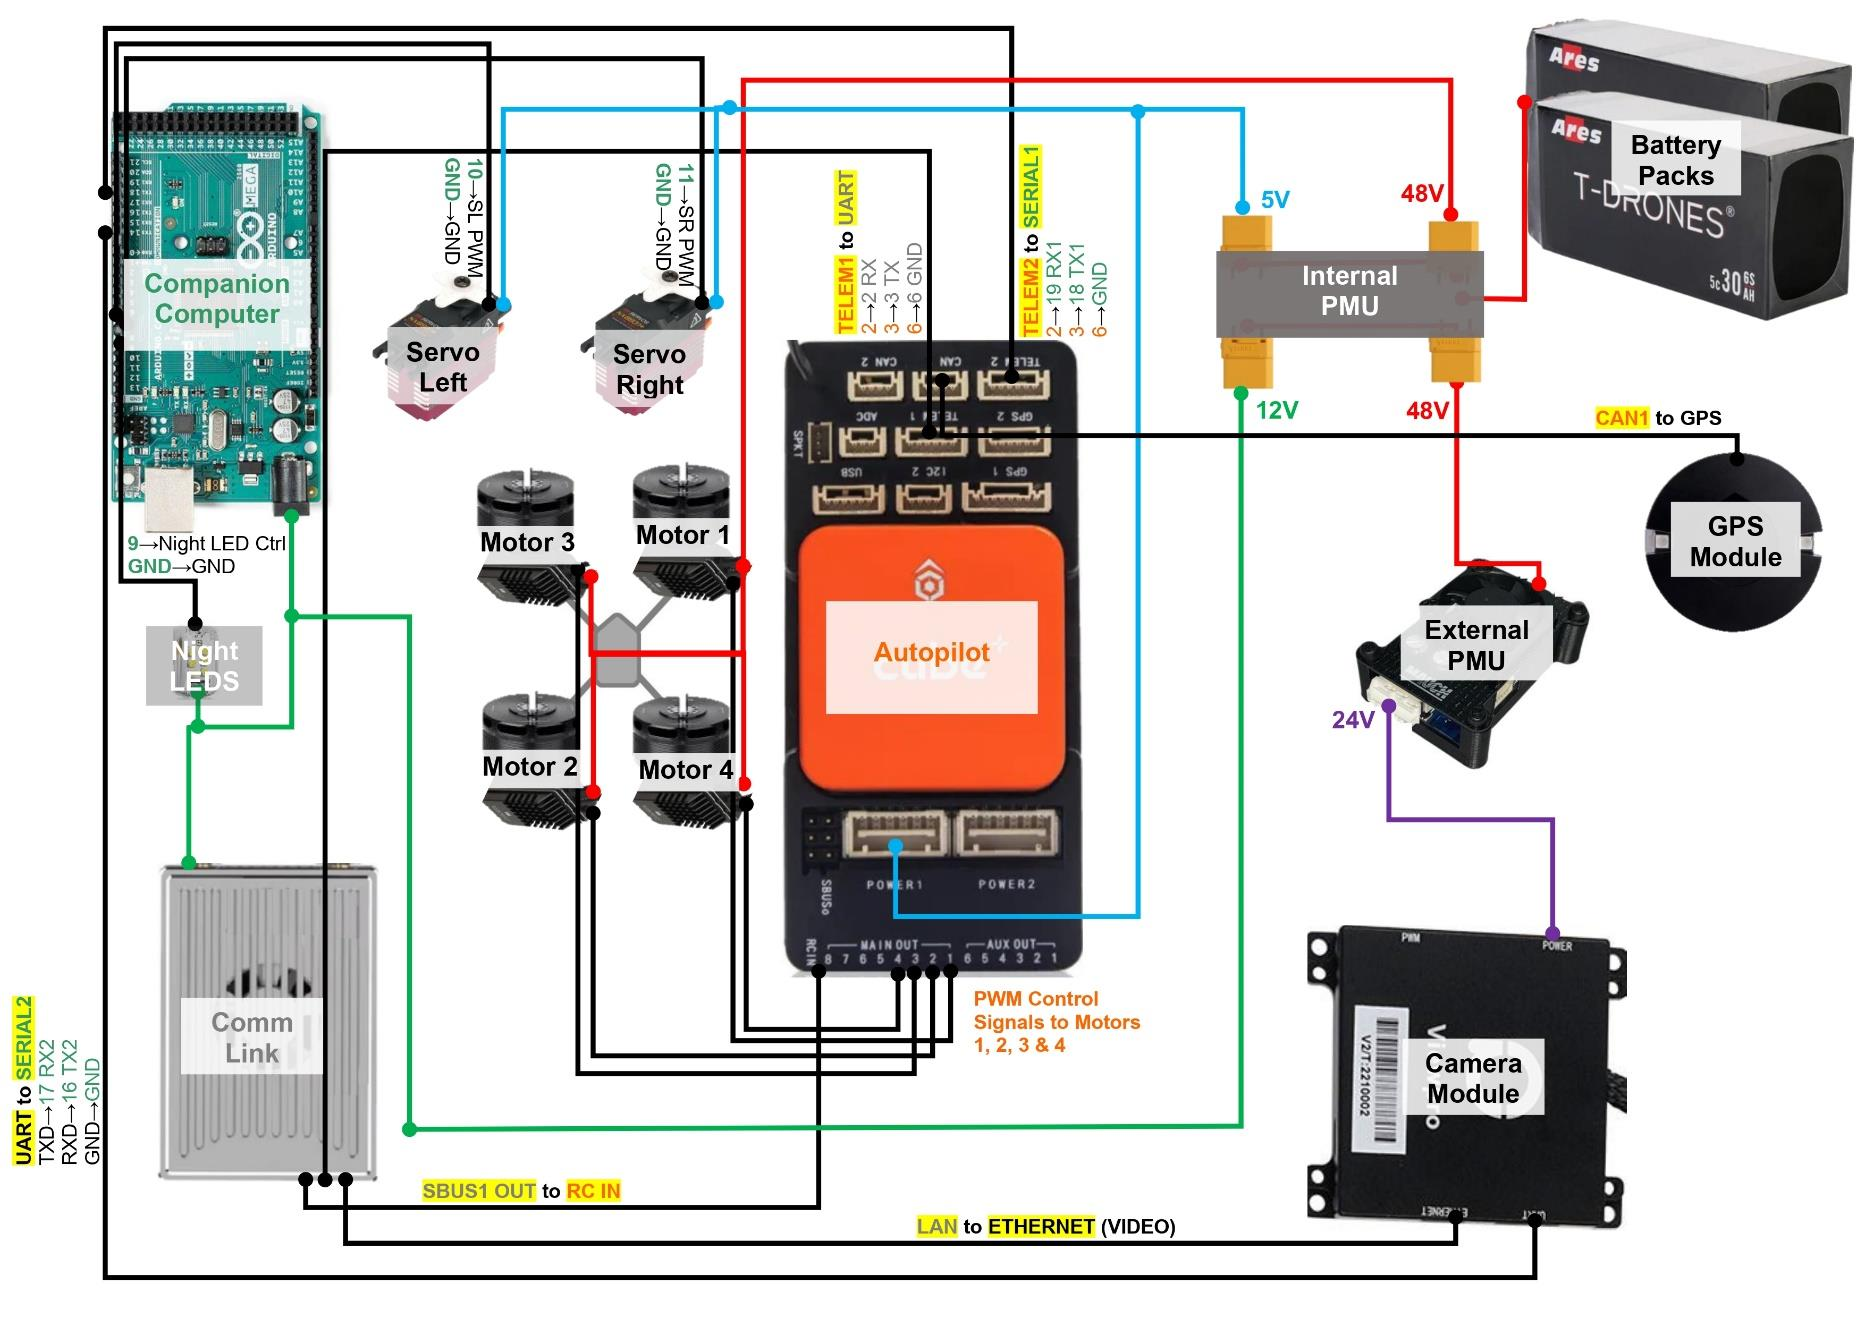 Ares
Ares
Battery
Packs
T-DRONES®
5C 30 6S
AH
5V
48V
Internal
PMU
12V
48V
CAN1 to GPS
GPS
Module
External
PMU
24V
Companion
Computer
MEGA
ARDUINO
DIGITAL
COMMUNICATION
RESET
10→SL PWM
GND→GND
11→SR PWM
GND→GND
Servo
Left
Servo
Right
TELEM1 to UART
2→2 RX
3→3 TX
6→6 GND
TELEM2 to SERIAL1
2→19 RX1
3→18 TX1
6→GND
CAN 2
CAN
TELEM 2
ADC
TELEM 1
GPS 2
SPKT
USB
I2C 2
GPS 1
9→Night LED Ctrl
GND→GND
Night
LEDS
Motor 3
Motor 1
Motor 2
Motor 4
Autopilot
cube+
POWER1
POWER2
SBUSo
RC IN
MAIN OUT
AUX OUT
8 7 6 5 4 3 2 1
6 5 4 3 2 1
PWM Control
Signals to Motors
1, 2, 3 & 4
Comm
Link
UART to SERIAL2
TXD→17 RX2
RXD→16 TX2
GND→GND
SBUS1 OUT to RC IN
LAN to ETHERNET (VIDEO)
PWM
POWER
V2/T:2210002
Camera
Module
ETHERNET
UART